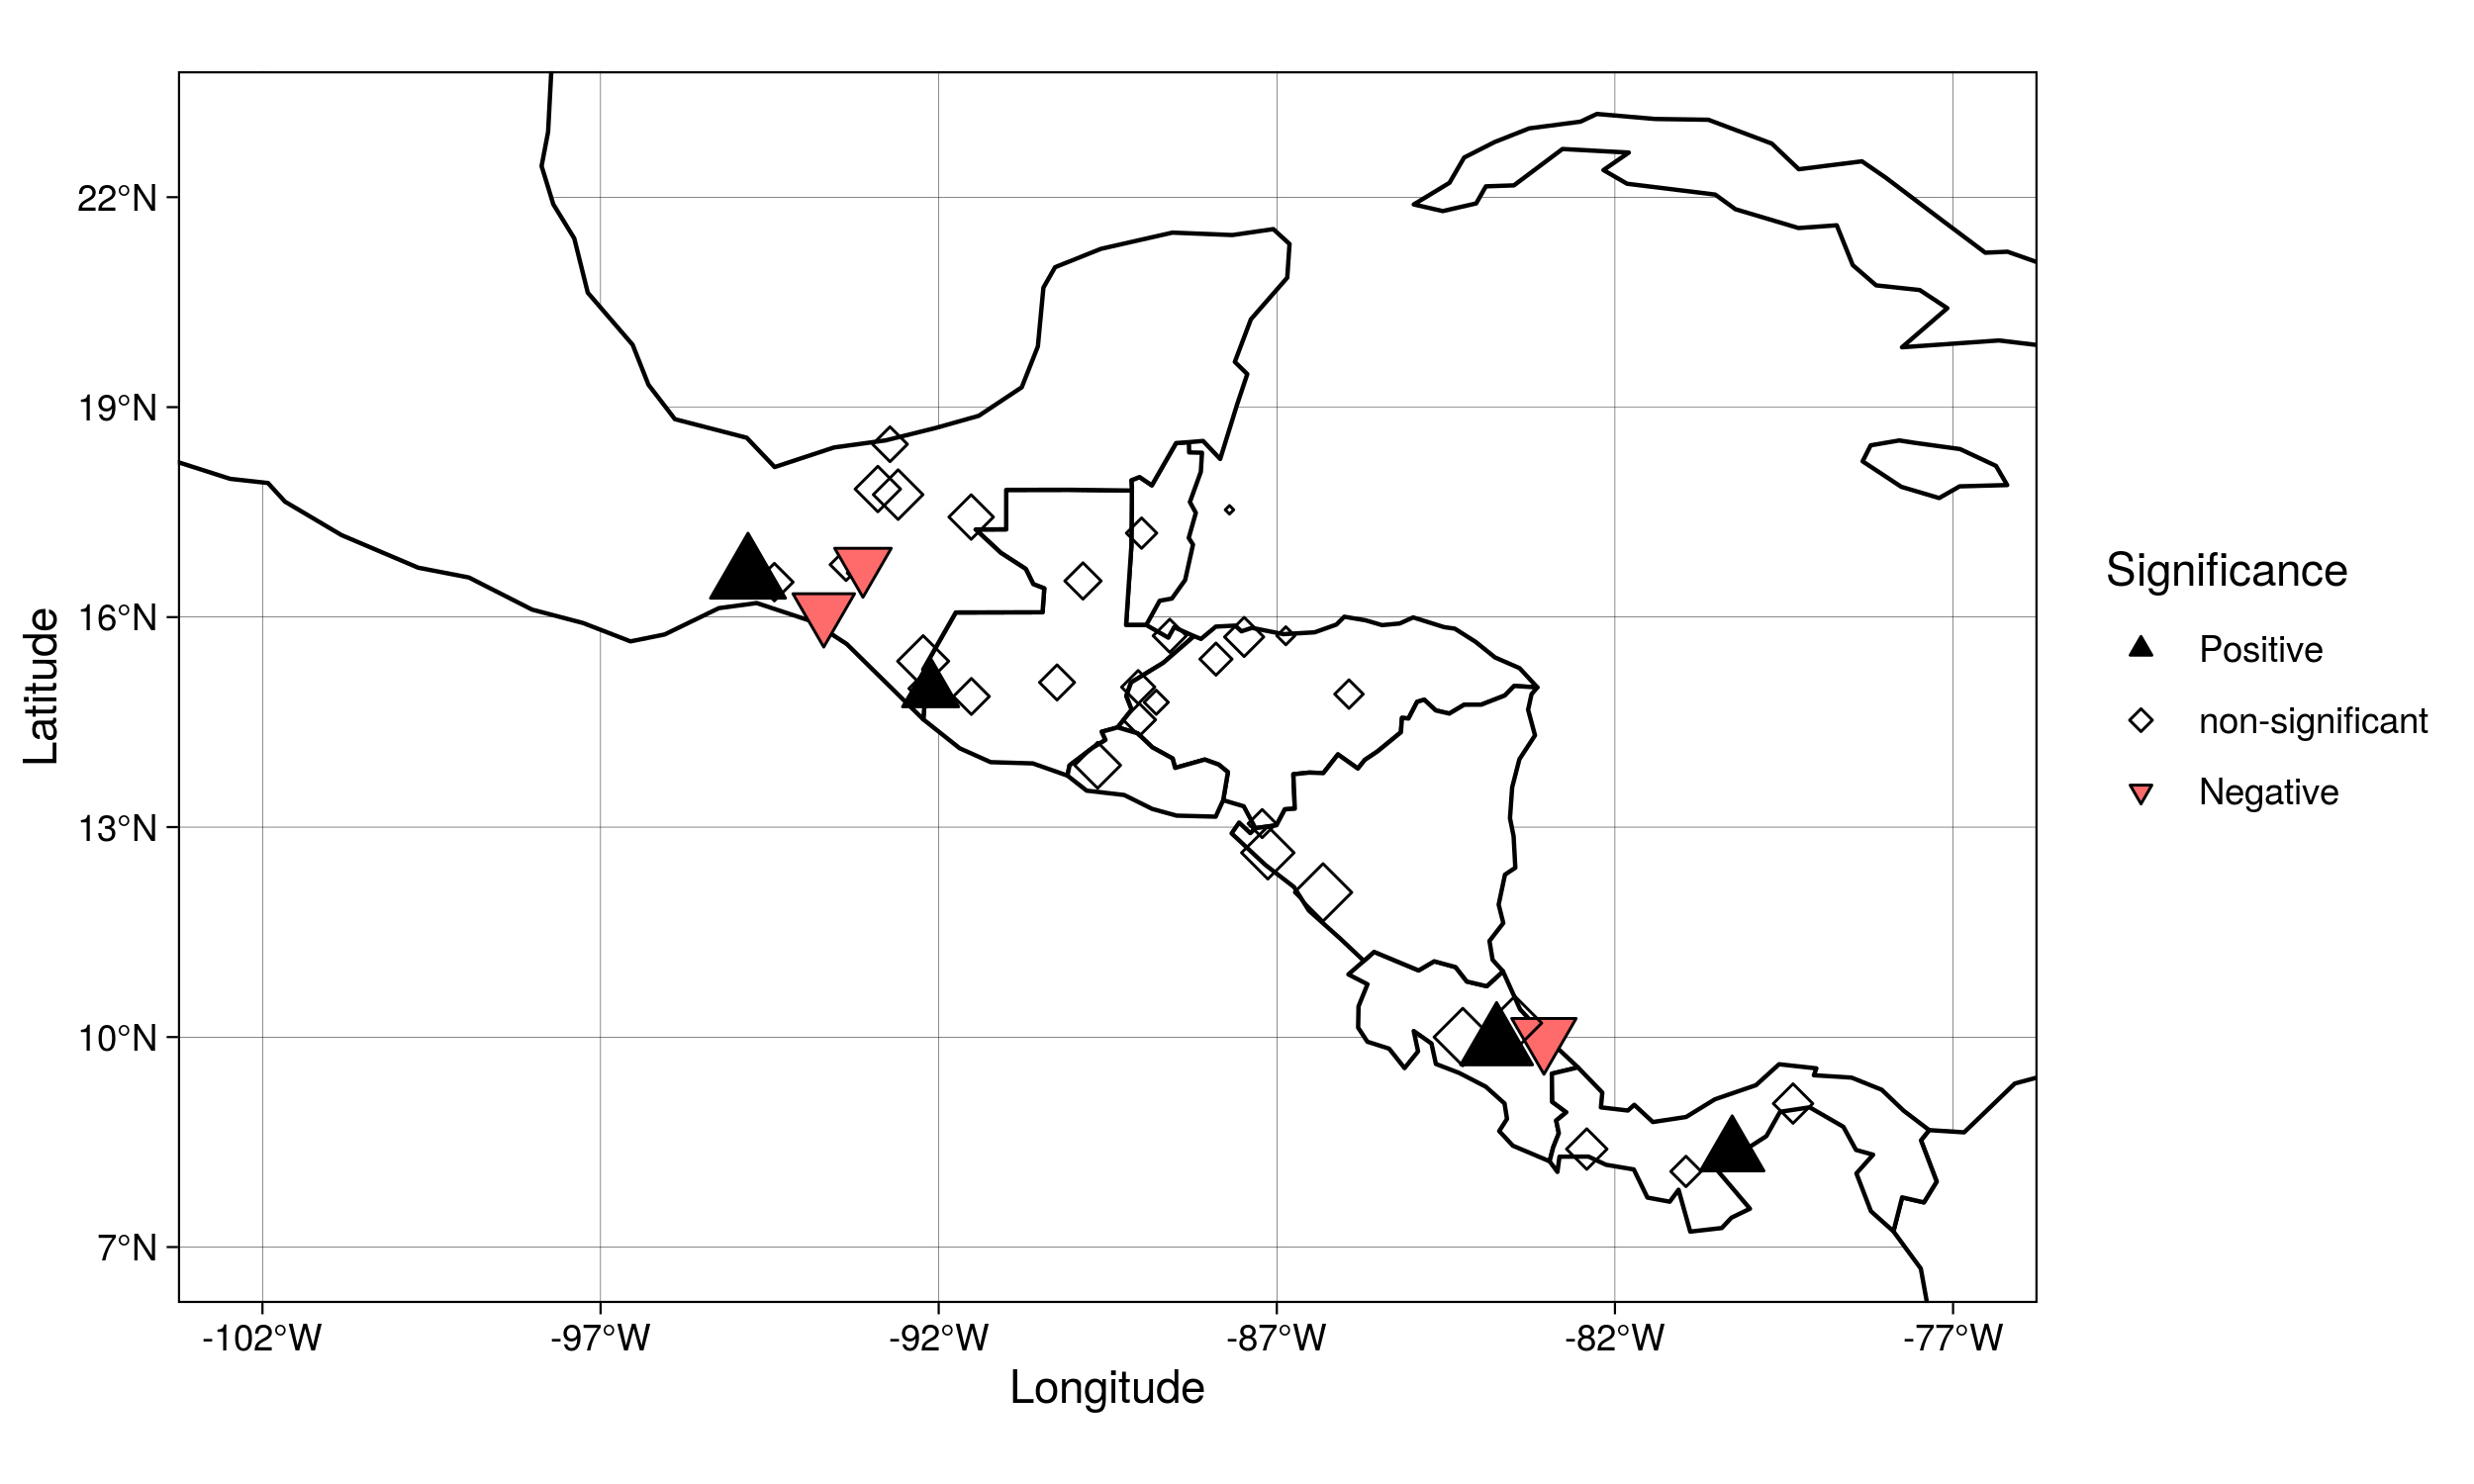 22°N
19°N
16°N
13°N
10°N
7°N
Latitude
-102°W
-97°W
-92°W
-87°W
-82°W
-77°W
Longitude
Significance
Positive
non-significant
Negative